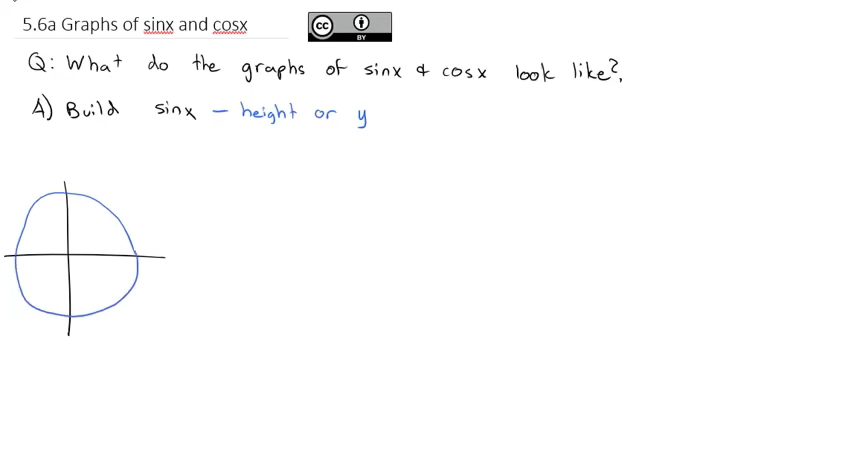 5.6a Graphs of sinx and cosx
cc BY
Q: What do the graphs of sinx & cosx look like?,
A) Build sinx — height or y